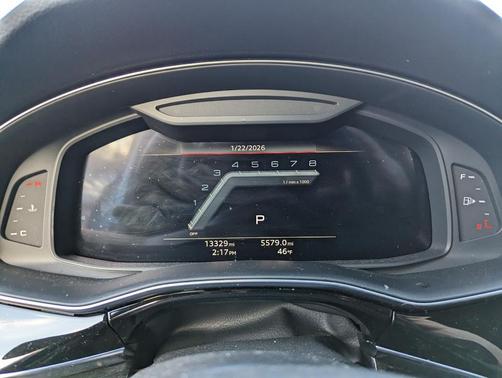 1/22/2026
4 5 6 7 8
3
2
1/min x 1000
1
P
OFF
13329mi 5579.0mi
2:17PM 46°F
H
C
F
E